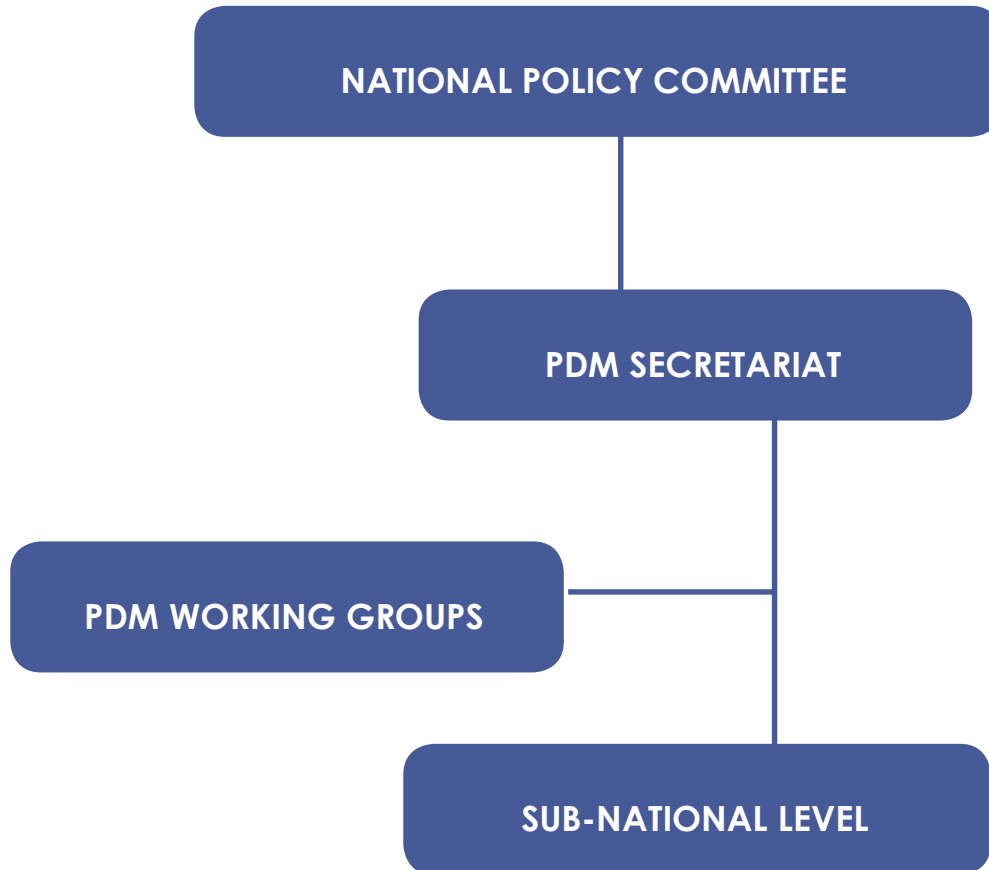 NATIONAL POLICY COMMITTEE
PDM SECRETARIAT
PDM WORKING GROUPS
SUB-NATIONAL LEVEL